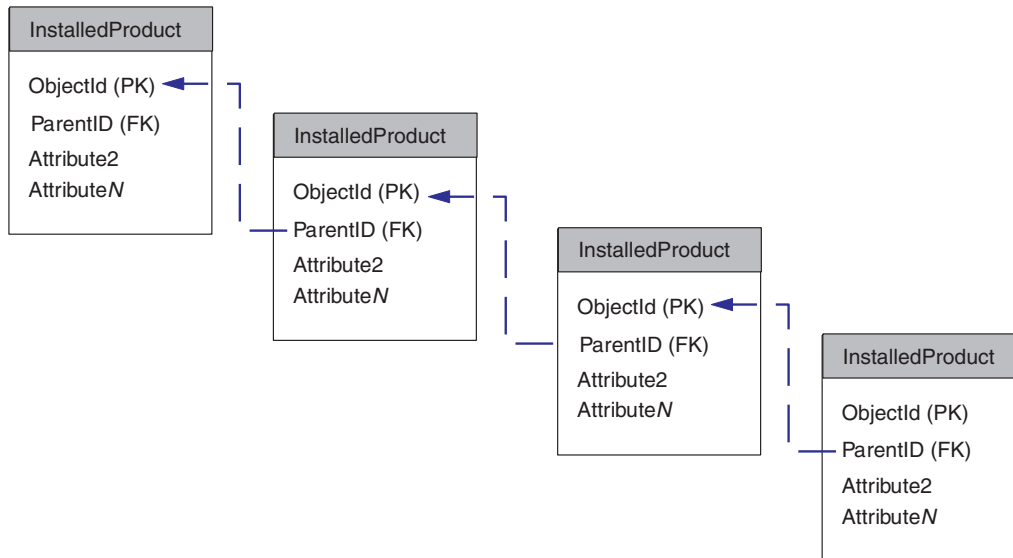 InstalledProduct
ObjectId (PK)
ParentID (FK)
Attribute2
AttributeN
InstalledProduct
ObjectId (PK)
ParentID (FK)
Attribute2
AttributeN
InstalledProduct
ObjectId (PK)
ParentID (FK)
Attribute2
AttributeN
InstalledProduct
ObjectId (PK)
ParentID (FK)
Attribute2
AttributeN